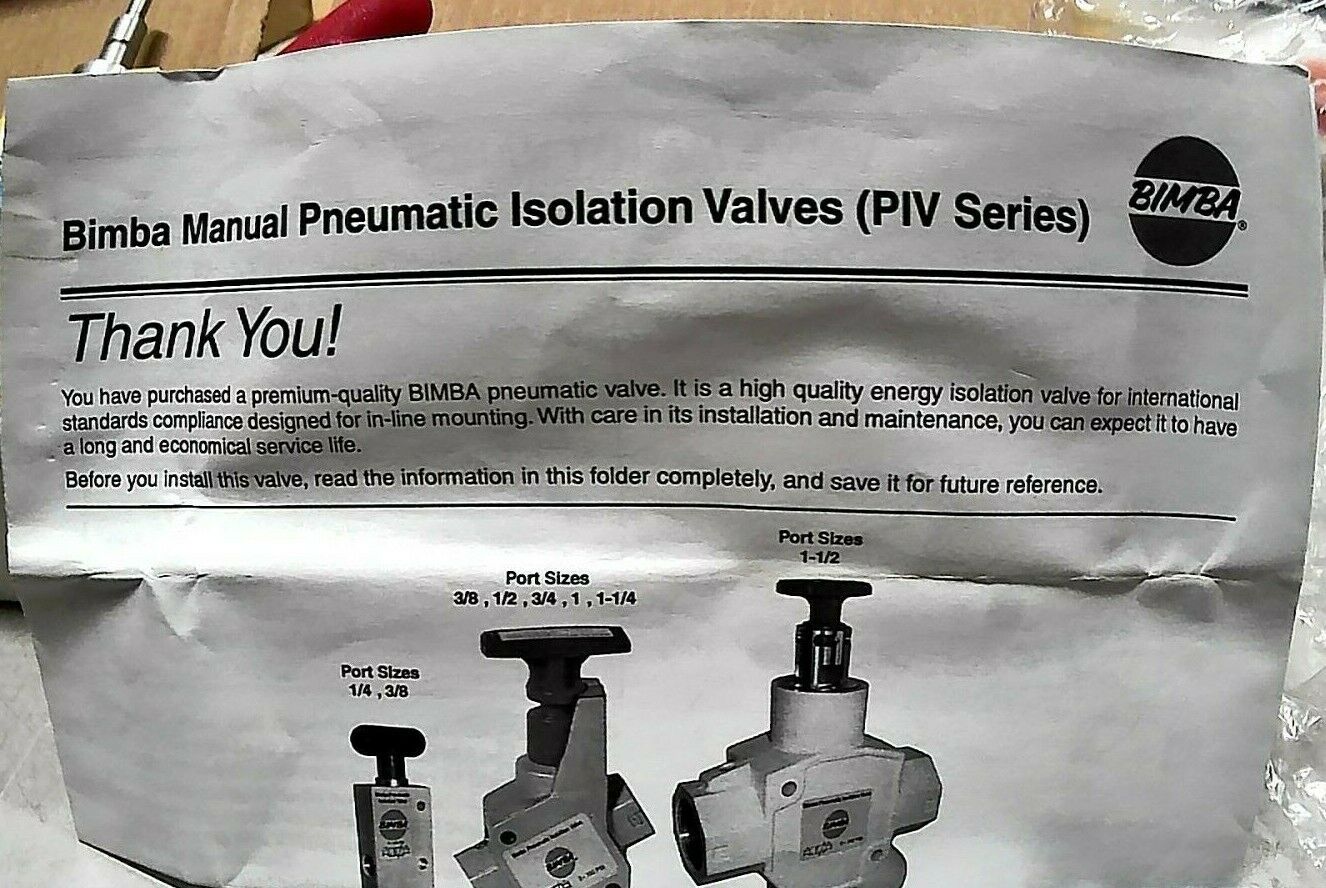 Bimba Manual Pneumatic Isolation Valves (PIV Series)
BIMBA®
Thank You!
You have purchased a premium-quality BIMBA pneumatic valve. It is a high quality energy isolation valve for international
standards compliance designed for in-line mounting. With care in its installation and maintenance, you can expect it to have
a long and economical service life.
Before you install this valve, read the information in this folder completely, and save it for future reference.
Port Sizes
1-1/2
Port Sizes
3/8 , 1/2 , 3/4 , 1 , 1-1/4
Port Sizes
1/4 , 3/8
BIMBA
BIMBA
BIMBA